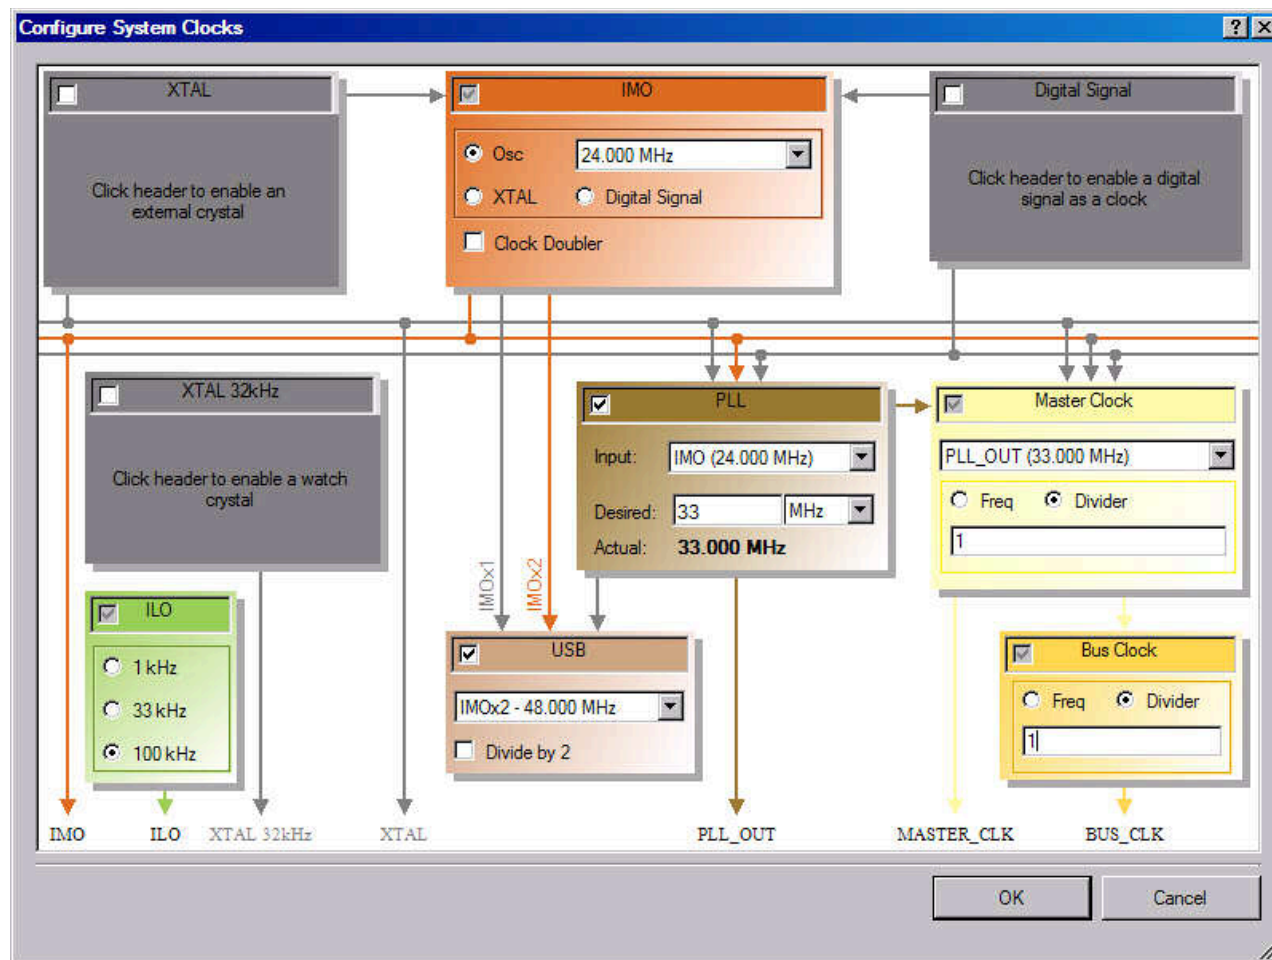 Configure System Clocks
XTAL
Click header to enable an
external crystal
IMO
Osc
24.000 MHz
XTAL
Digital Signal
Clock Doubler
Digital Signal
Click header to enable a digital
signal as a clock
XTAL 32kHz
Click header to enable a watch
crystal
PLL
Input:
IMO (24.000 MHz)
Desired:
33
MHz
Actual:
33.000 MHz
Master Clock
PLL_OUT (33.000 MHz)
Freq
Divider
1
IMOx1
IMOx2
ILO
1 kHz
33 kHz
100 kHz
USB
IMOx2 - 48.000 MHz
Divide by 2
Bus Clock
Freq
Divider
1
IMO
ILO
XTAL 32kHz
XTAL
PLL_OUT
MASTER_CLK
BUS_CLK
OK
Cancel